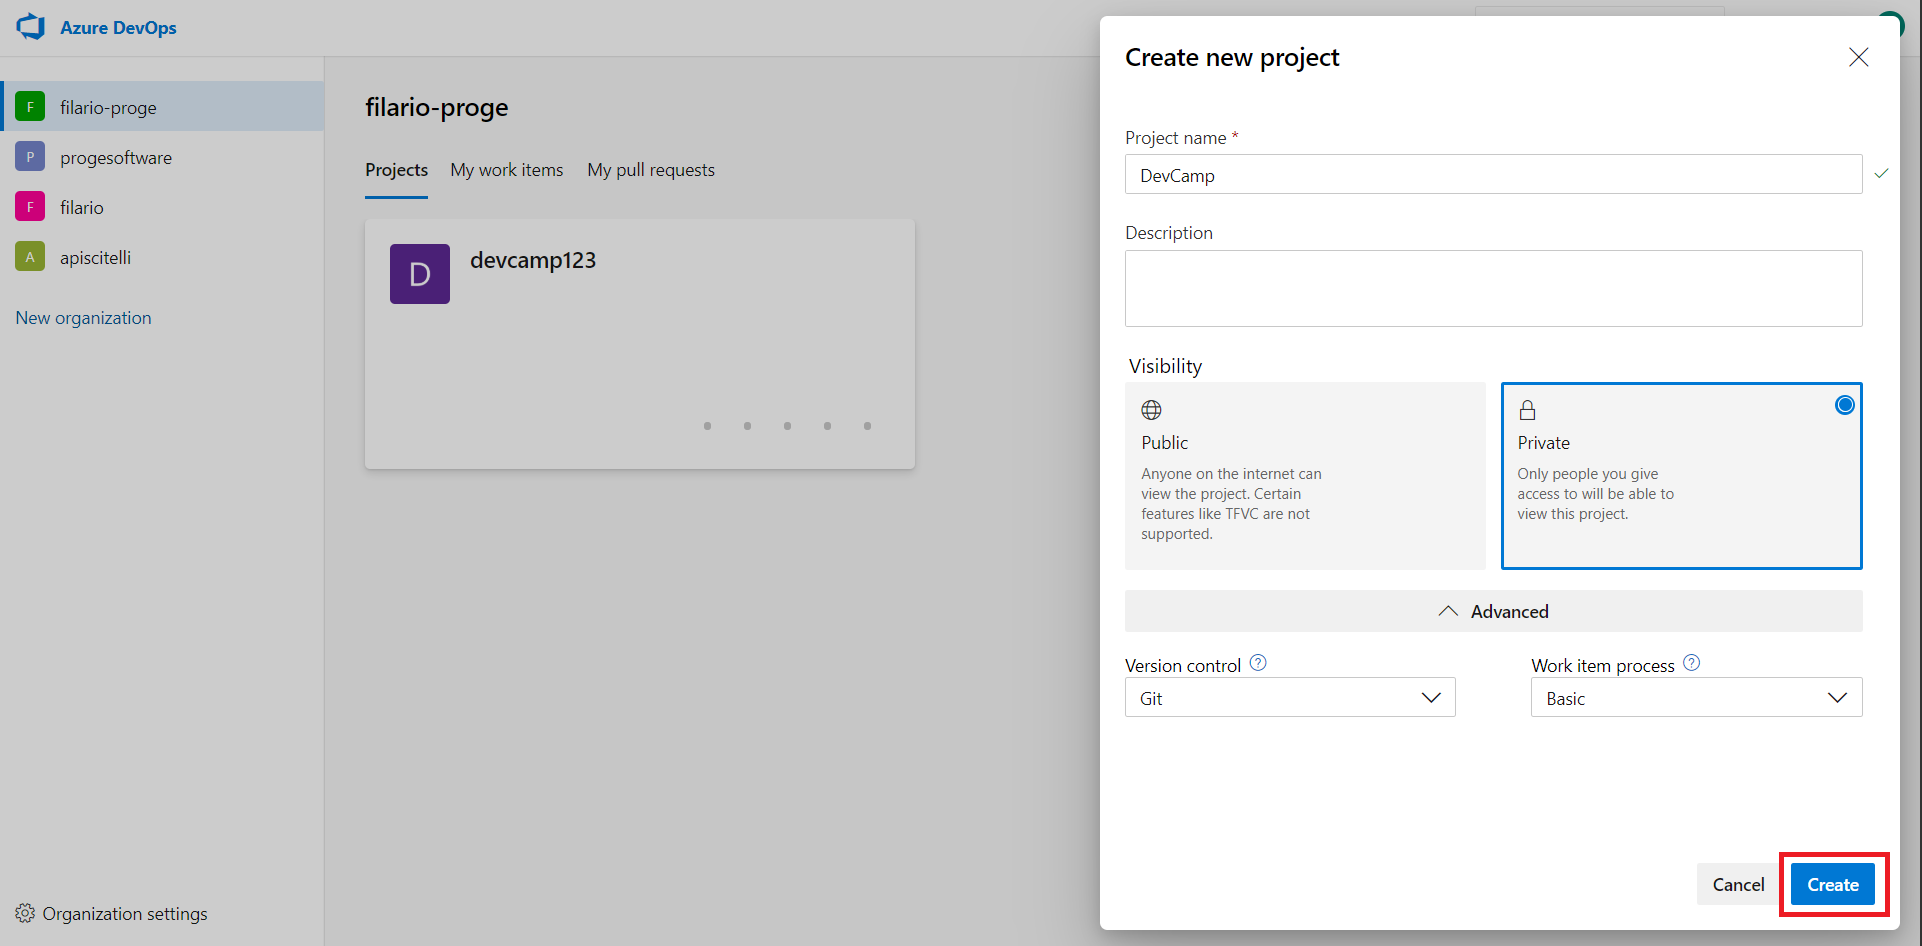 Azure DevOps
F filario-proge
P progesoftware
F filario
A apiscitelli
New organization
Organization settings
filario-proge
Projects My work items My pull requests
D devcamp123
Create new project
Project name *
DevCamp
Description
Visibility
Public
Anyone on the internet can
view the project. Certain
features like TFVC are not
supported.
Private
Only people you give
access to will be able to
view this project.
Advanced
Version control ?
Git
Work item process ?
Basic
Cancel Create